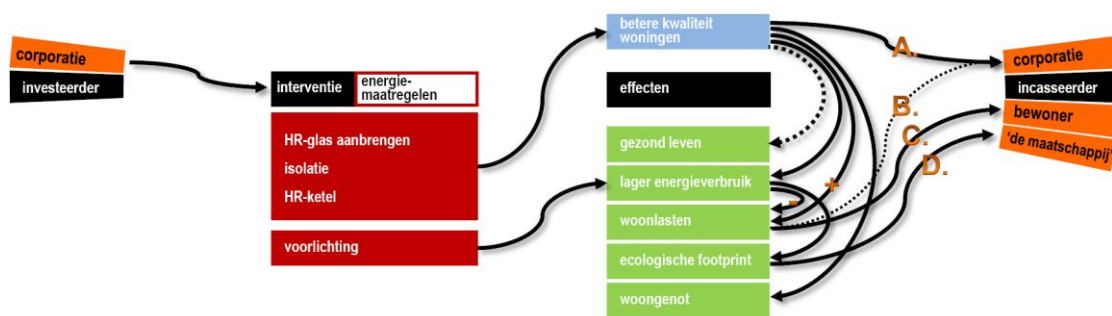 corporatie
investeerder
interventie
energie-
maatregelen
HR-glas aanbrengen
isolatie
HR-ketel
voorlichting
betere kwaliteit
woningen
effecten
gezond leven
lager energieverbruik
woonlasten
ecologische footprint
woongenot
+
-
A.
B.
C.
D.
corporatie
incasseerder
bewoner
'de maatschappij'